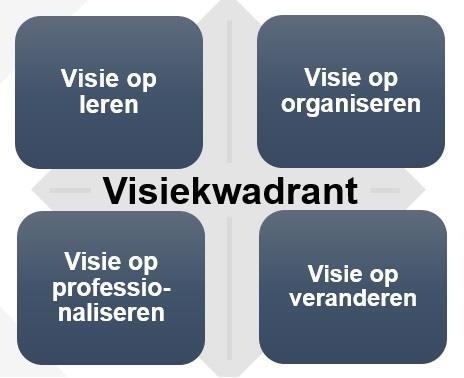 Visie op
leren
Visie op
organiseren
Visiekwadrant
Visie op
professio-
naliseren
Visie op
veranderen